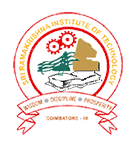 SRI RAMAKRISHNA INSTITUTE OF TECHNOLOGY
WISDOM • DISCIPLINE • PROSPERITY
COIMBATORE - 10